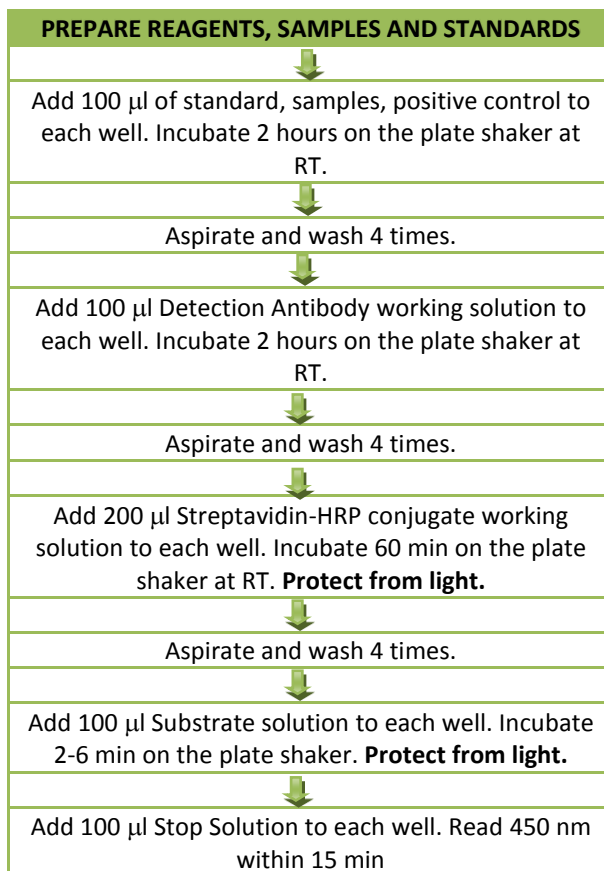 PREPARE REAGENTS, SAMPLES AND STANDARDS
Add 100 μl of standard, samples, positive control to
each well. Incubate 2 hours on the plate shaker at
RT.
Aspirate and wash 4 times.
Add 100 μl Detection Antibody working solution to
each well. Incubate 2 hours on the plate shaker at
RT.
Aspirate and wash 4 times.
Add 200 μl Streptavidin-HRP conjugate working
solution to each well. Incubate 60 min on the plate
shaker at RT. Protect from light.
Aspirate and wash 4 times.
Add 100 μl Substrate solution to each well. Incubate
2-6 min on the plate shaker. Protect from light.
Add 100 μl Stop Solution to each well. Read 450 nm
within 15 min